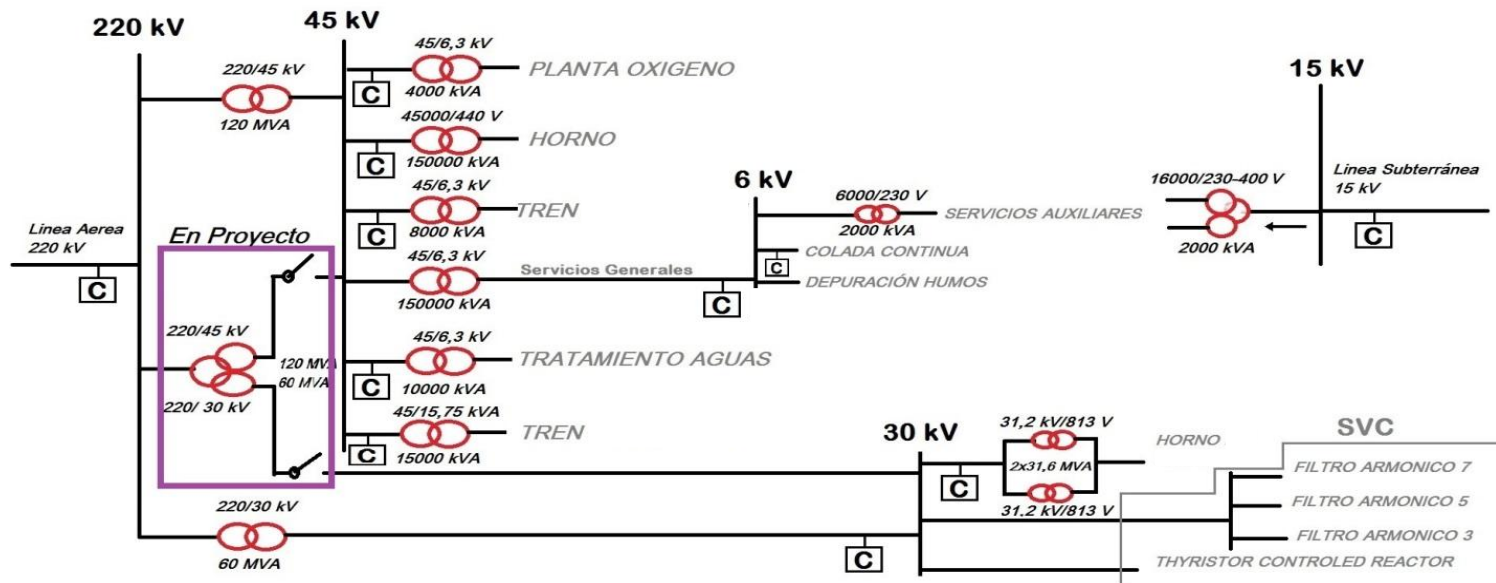 220 kV
45 kV
220/45 kV
120 MVA
Linea Aerea
220 kV
C
En Proyecto
220/45 kV
120 MVA
60 MVA
220/ 30 kV
220/30 kV
60 MVA
45/6,3 kV
C
4000 kVA
PLANTA OXIGENO
45000/440 V
C
150000 kVA
HORNO
45/6,3 kV
C
8000 kVA
TREN
45/6,3 kV
150000 kVA
Servicios Generales
C
45/6,3 kV
C
10000 kVA
TRATAMIENTO AGUAS
45/15,75 kVA
C
15000 kVA
TREN
6 kV
6000/230 V
2000 kVA
SERVICIOS AUXILIARES
C
COLADA CONTINUA
DEPURACIÓN HUMOS
15 kV
16000/230-400 V
2000 kVA
Linea Subterránea
15 kV
C
30 kV
C
31,2 kV/813 V
2x31,6 MVA
31,2 kV/813 V
HORNO
C
SVC
FILTRO ARMONICO 7
FILTRO ARMONICO 5
FILTRO ARMONICO 3
THYRISTOR CONTROLED REACTOR